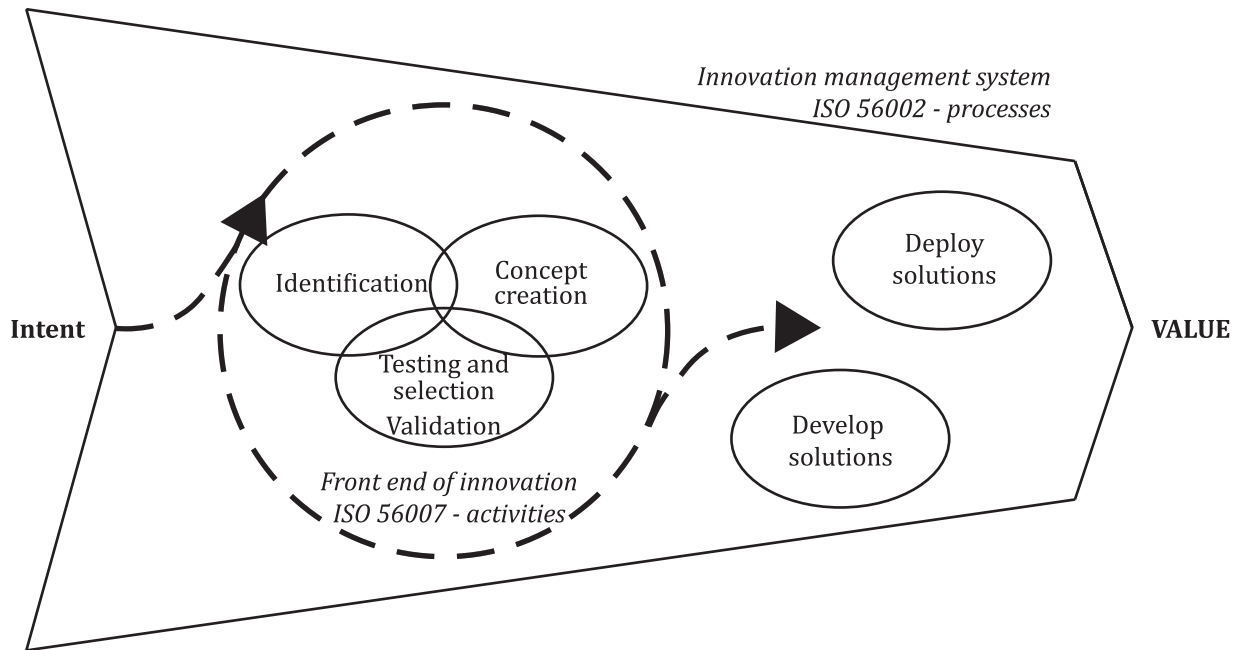 Innovation management system
ISO 56002 - processes
Intent
Identification
Concept
creation
Testing and
selection
Validation
Front end of innovation
ISO 56007 - activities
Deploy
solutions
Develop
solutions
VALUE